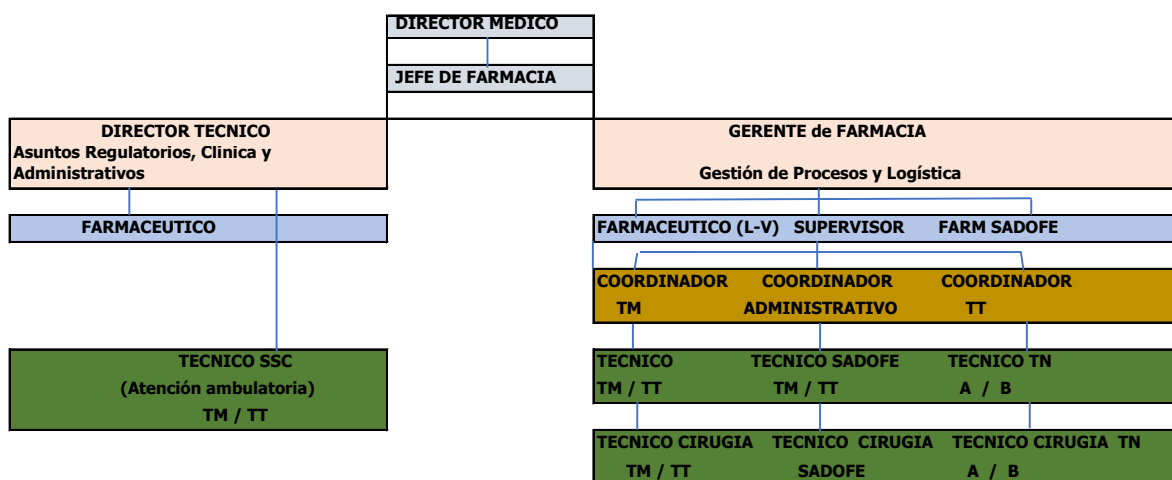 DIRECTOR MEDICO
JEFE DE FARMACIA
DIRECTOR TECNICO
Asuntos Regulatorios, Clinica y
Administrativos
GERENTE de FARMACIA
Gestión de Procesos y Logística
FARMACEUTICO
FARMACEUTICO (L-V) SUPERVISOR FARM SADOFE
COORDINADOR COORDINADOR COORDINADOR
TM ADMINISTRATIVO TT
TECNICO SSC
(Atención ambulatoria)
TM / TT
TECNICO TECNICO SADOFE TECNICO TN
TM / TT TM / TT A / B
TECNICO CIRUGIA TECNICO CIRUGIA TECNICO CIRUGIA TN
TM / TT SADOFE A / B